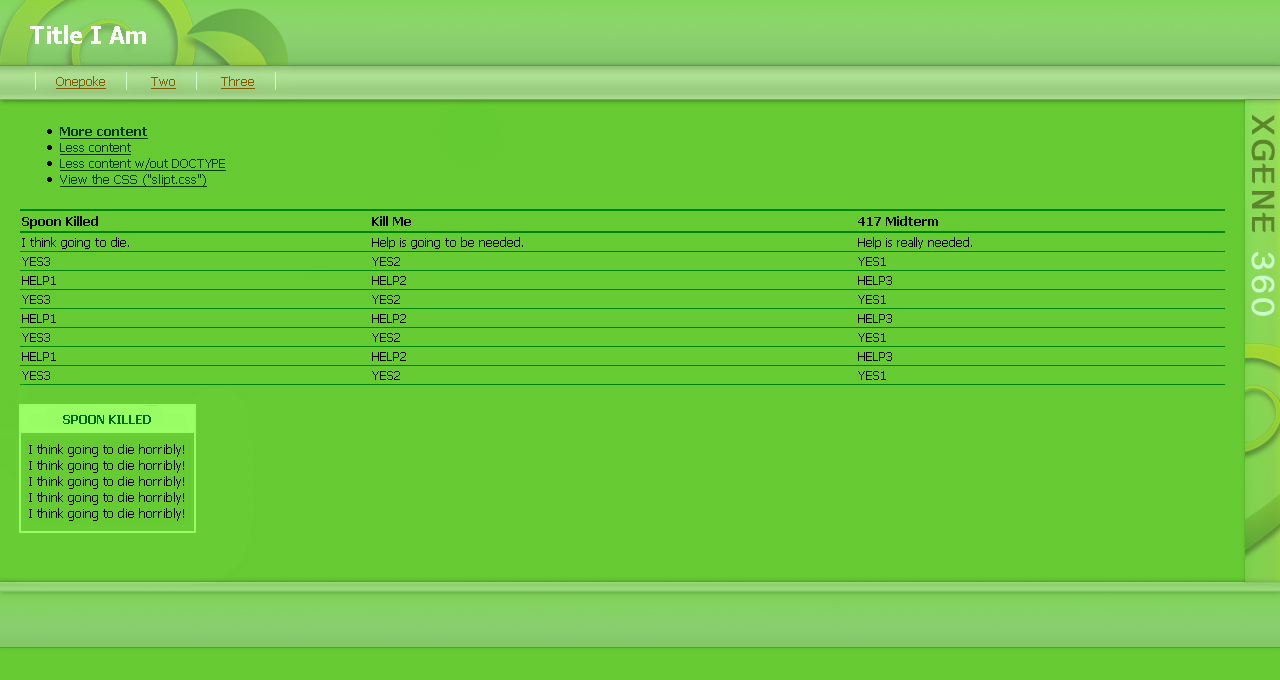 Title I Am
Onepoke Two Three
More content
Less content
Less content w/out DOCTYPE
View the CSS ("slipt.css")
Spoon Killed Kill Me 417 Midterm
I think going to die. Help is going to be needed. Help is really needed.
YES3 YES2 YES1
HELP1 HELP2 HELP3
YES3 YES2 YES1
HELP1 HELP2 HELP3
YES3 YES2 YES1
HELP1 HELP2 HELP3
YES3 YES2 YES1
SPOON KILLED
I think going to die horribly!
I think going to die horribly!
I think going to die horribly!
I think going to die horribly!
I think going to die horribly!
XGENE 360